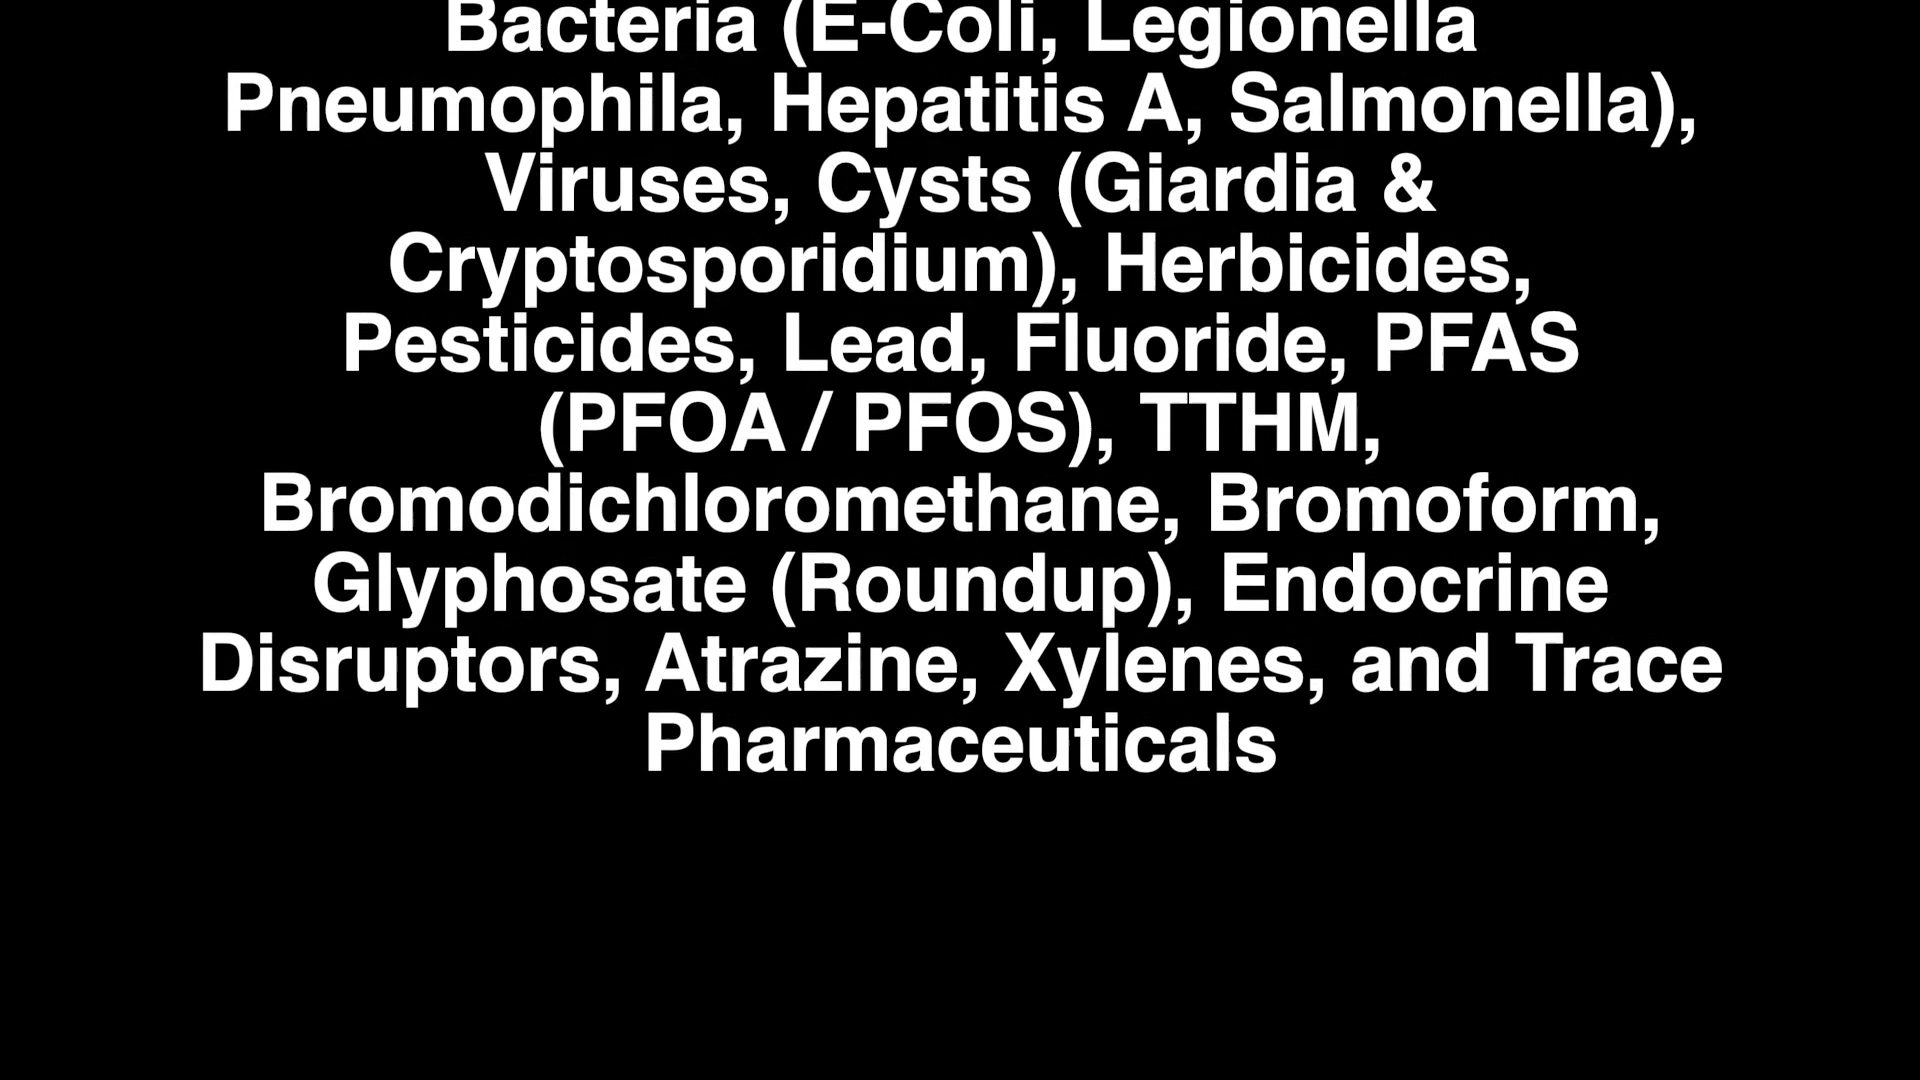 Bacteria (E-Coli, Legionella
Pneumophila, Hepatitis A, Salmonella),
Viruses, Cysts (Giardia &
Cryptosporidium), Herbicides,
Pesticides, Lead, Fluoride, PFAS
(PFOA / PFOS), TTHM,
Bromodichloromethane, Bromoform,
Glyphosate (Roundup), Endocrine
Disruptors, Atrazine, Xylenes, and Trace
Pharmaceuticals